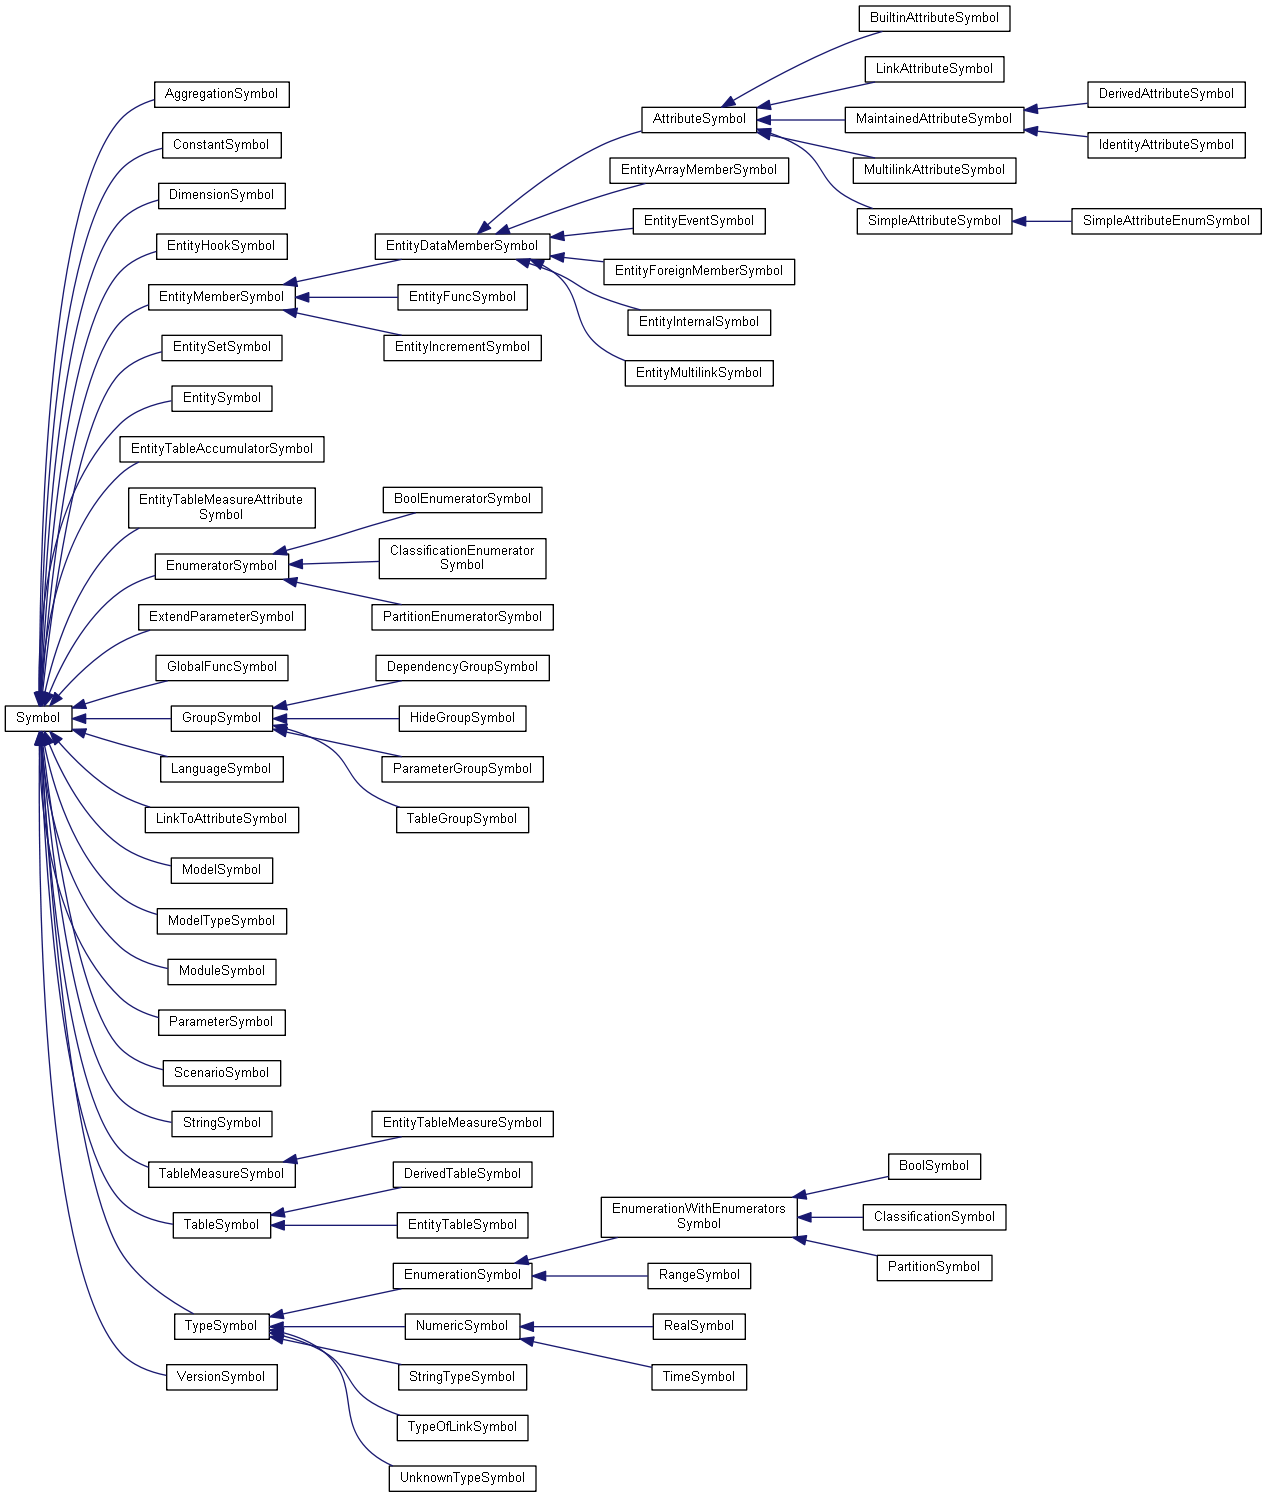 BuiltinAttributeSymbol
LinkAttributeSymbol
AggregationSymbol
DerivedAttributeSymbol
AttributeSymbol
MaintainedAttributeSymbol
ConstantSymbol
IdentityAttributeSymbol
EntityArrayMemberSymbol
MultilinkAttributeSymbol
DimensionSymbol
EntityEventSymbol
SimpleAttributeSymbol
SimpleAttributeEnumSymbol
EntityHookSymbol
EntityDataMemberSymbol
EntityForeignMemberSymbol
EntityMemberSymbol
EntityFuncSymbol
EntityInternalSymbol
EntitySetSymbol
EntityIncrementSymbol
EntityMultilinkSymbol
EntitySymbol
EntityTableAccumulatorSymbol
EntityTableMeasureAttribute
Symbol
BoolEnumeratorSymbol
EnumeratorSymbol
ClassificationEnumerator
Symbol
ExtendParameterSymbol
PartitionEnumeratorSymbol
GlobalFuncSymbol
DependencyGroupSymbol
Symbol
GroupSymbol
HideGroupSymbol
LanguageSymbol
ParameterGroupSymbol
LinkToAttributeSymbol
TableGroupSymbol
ModelSymbol
ModelTypeSymbol
ModuleSymbol
ParameterSymbol
ScenarioSymbol
StringSymbol
EntityTableMeasureSymbol
TableMeasureSymbol
DerivedTableSymbol
BoolSymbol
TableSymbol
EntityTableSymbol
EnumerationWithEnumerators
Symbol
ClassificationSymbol
EnumerationSymbol
RangeSymbol
PartitionSymbol
TypeSymbol
NumericSymbol
RealSymbol
VersionSymbol
StringTypeSymbol
TimeSymbol
TypeOfLinkSymbol
UnknownTypeSymbol